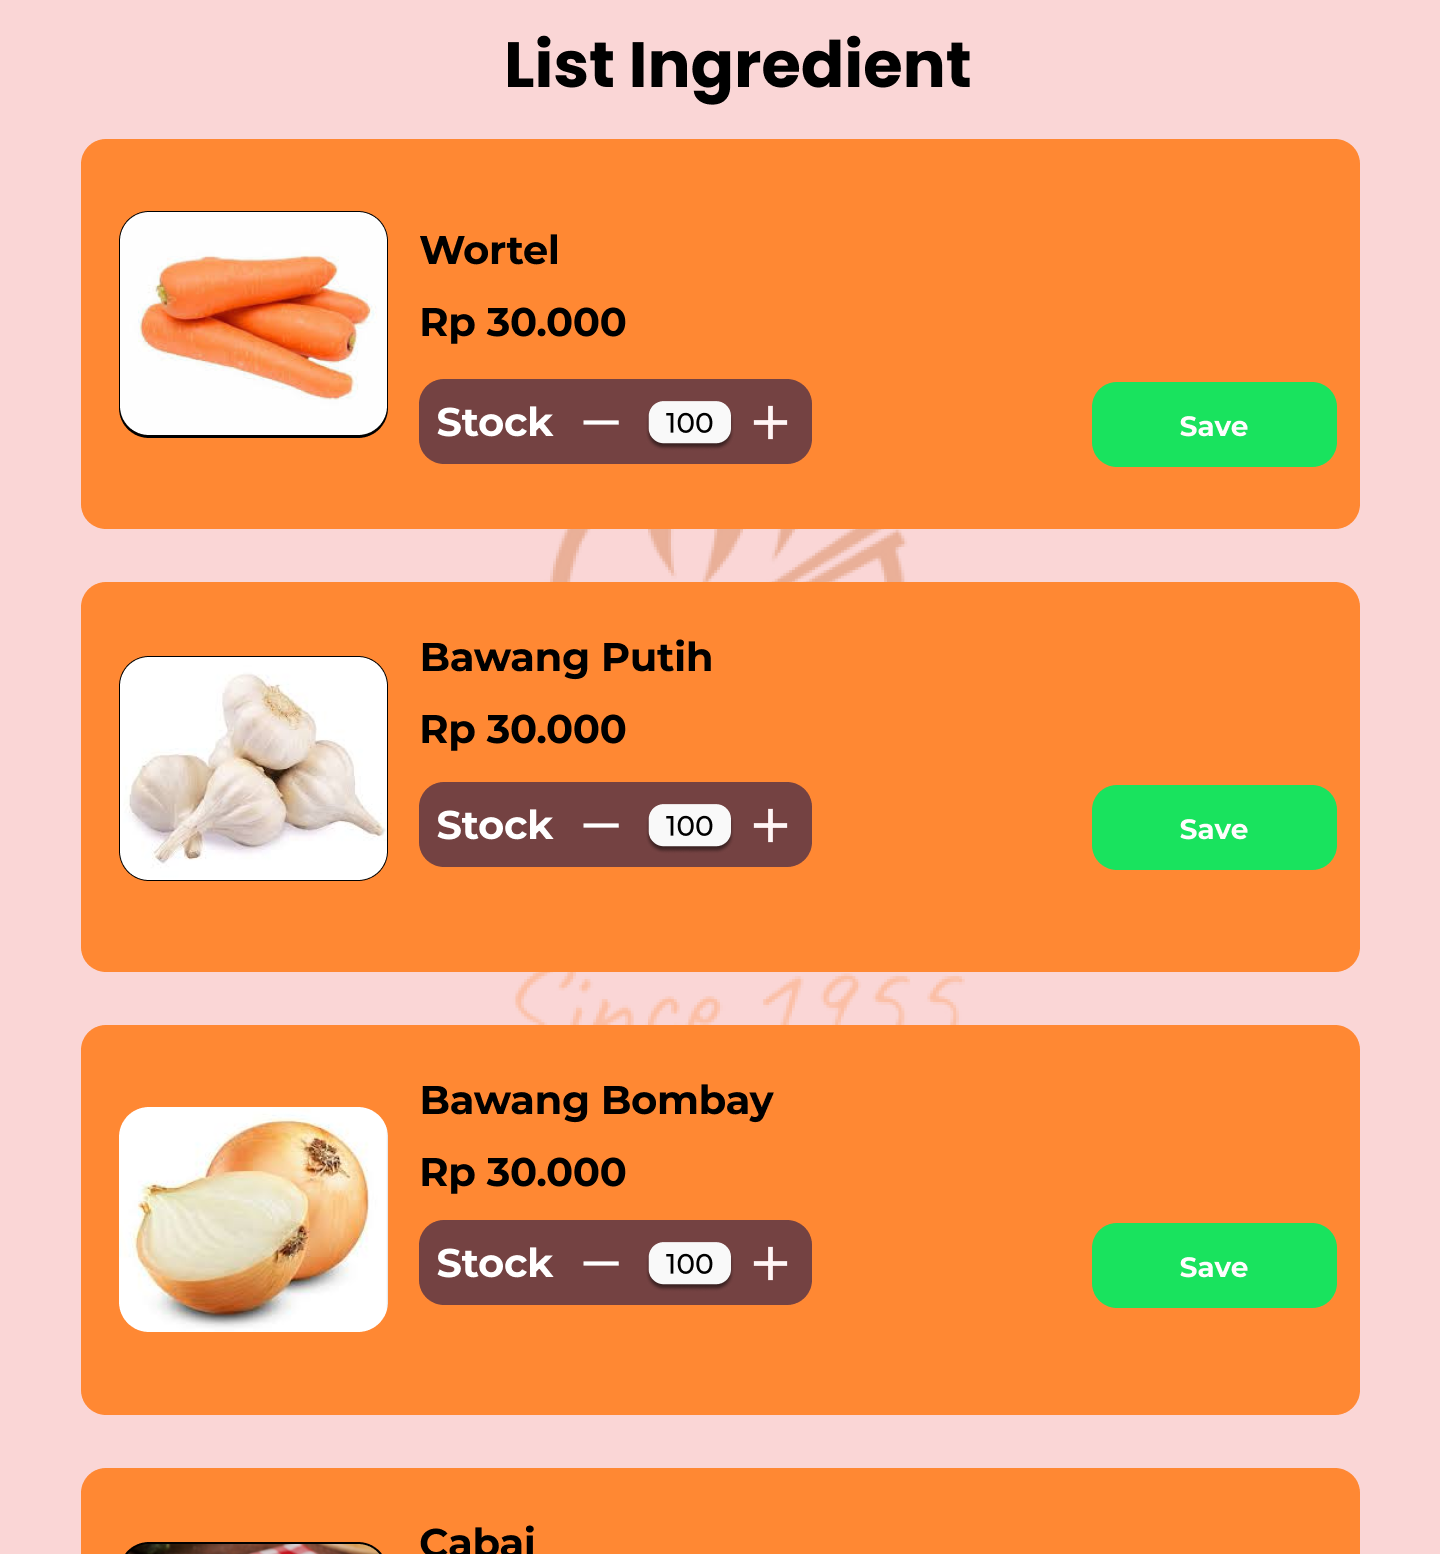 List Ingredient
Wortel
Rp 30.000
Stock — 100 +
Save
Bawang Putih
Rp 30.000
Stock — 100 +
Save
Since 1955
Bawang Bombay
Rp 30.000
Stock — 100 +
Save
Cabai